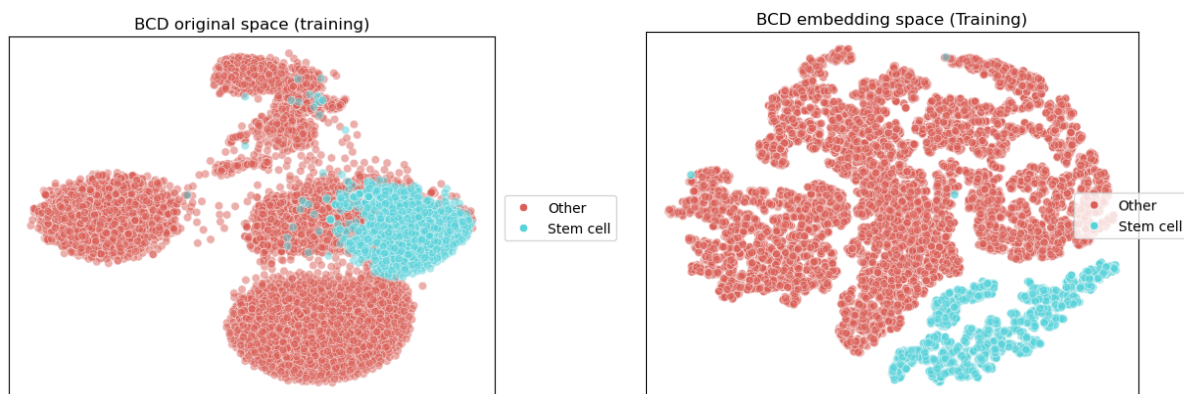 BCD original space (training)
Other
Stem cell
BCD embedding space (Training)
Other
Stem cell